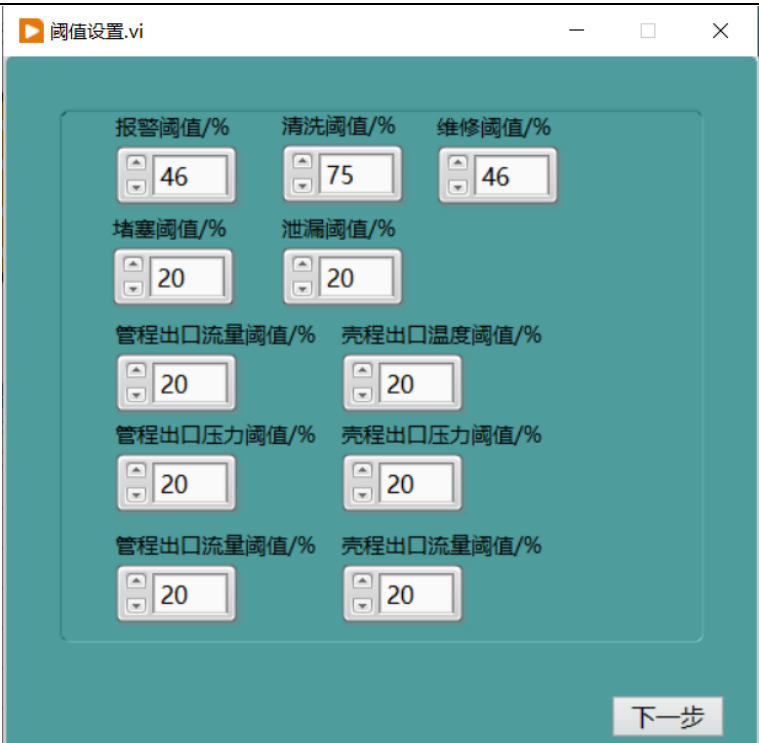 阈值设置.vi
报警阈值/% 清洗阈值/% 维修阈值/%
46 75 46
堵塞阈值/% 泄漏阈值/%
20 20
管程出口流量阈值/% 壳程出口温度阈值/%
20 20
管程出口压力阈值/% 壳程出口压力阈值/%
20 20
管程出口流量阈值/% 壳程出口流量阈值/%
20 20
下一步